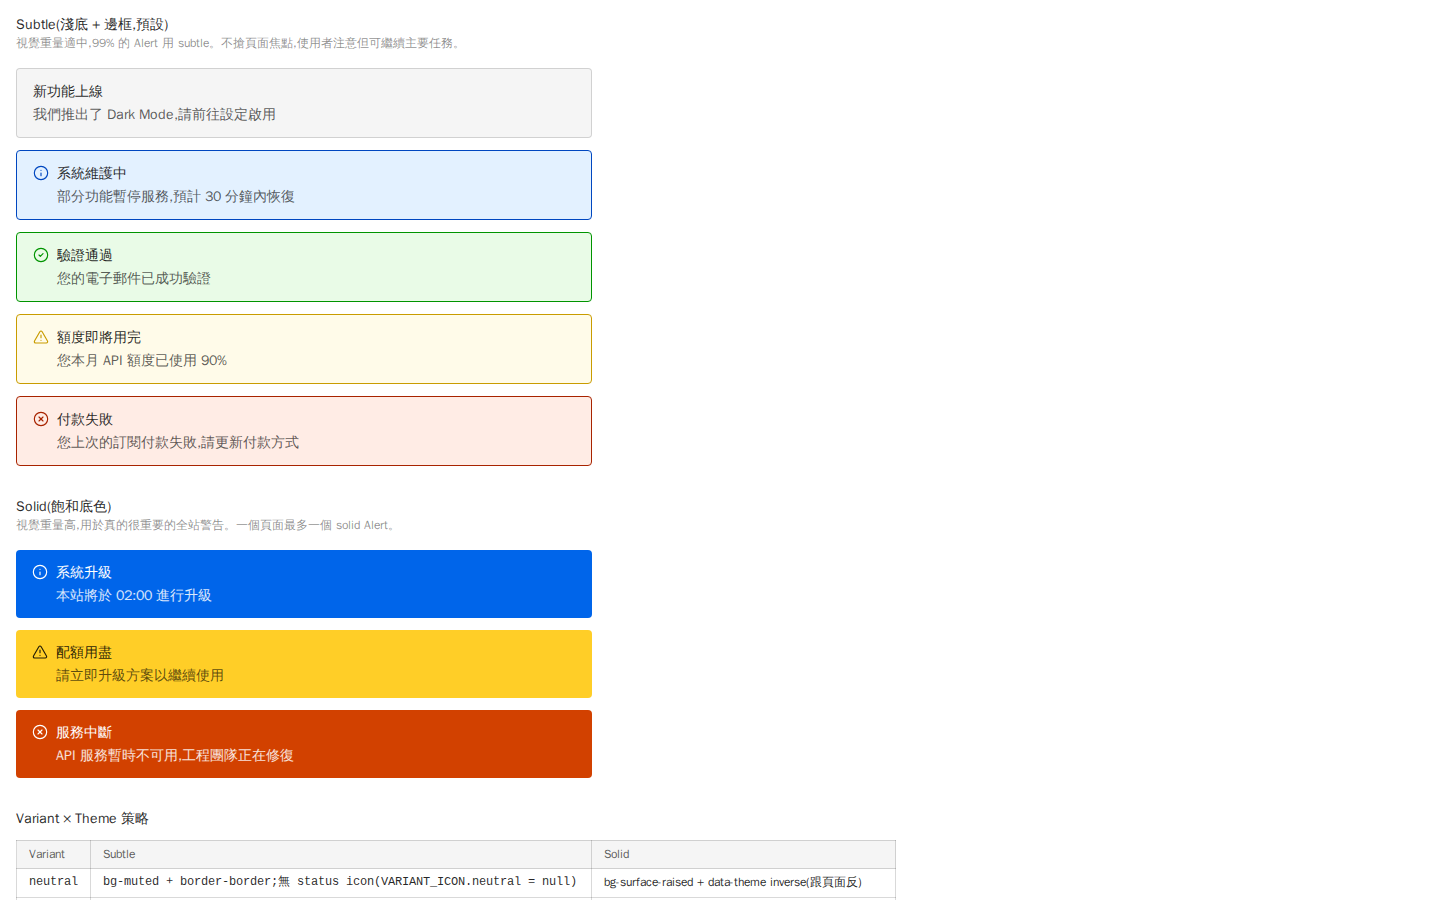 Subtle(淺底 + 邊框,預設)
視覺重量適中,99% 的 Alert 用 subtle。不搶頁面焦點,使用者注意但可繼續主要任務。
新功能上線
我們推出了 Dark Mode,請前往設定啟用
系統維護中
部分功能暫停服務,預計 30 分鐘內恢復
驗證通過
您的電子郵件已成功驗證
額度即將用完
您本月 API 額度已使用 90%
付款失敗
您上次的訂閱付款失敗,請更新付款方式
Solid(飽和底色)
視覺重量高,用於真的很重要的全站警告。一個頁面最多一個 solid Alert。
系統升級
本站將於 02:00 進行升級
配額用盡
請立即升級方案以繼續使用
服務中斷
API 服務暫時不可用,工程團隊正在修復
Variant × Theme 策略
Variant Subtle Solid
neutral bg-muted + border-border;無 status icon(VARIANT_ICON.neutral = null) bg-surface-raised + data-theme inverse(跟頁面反)